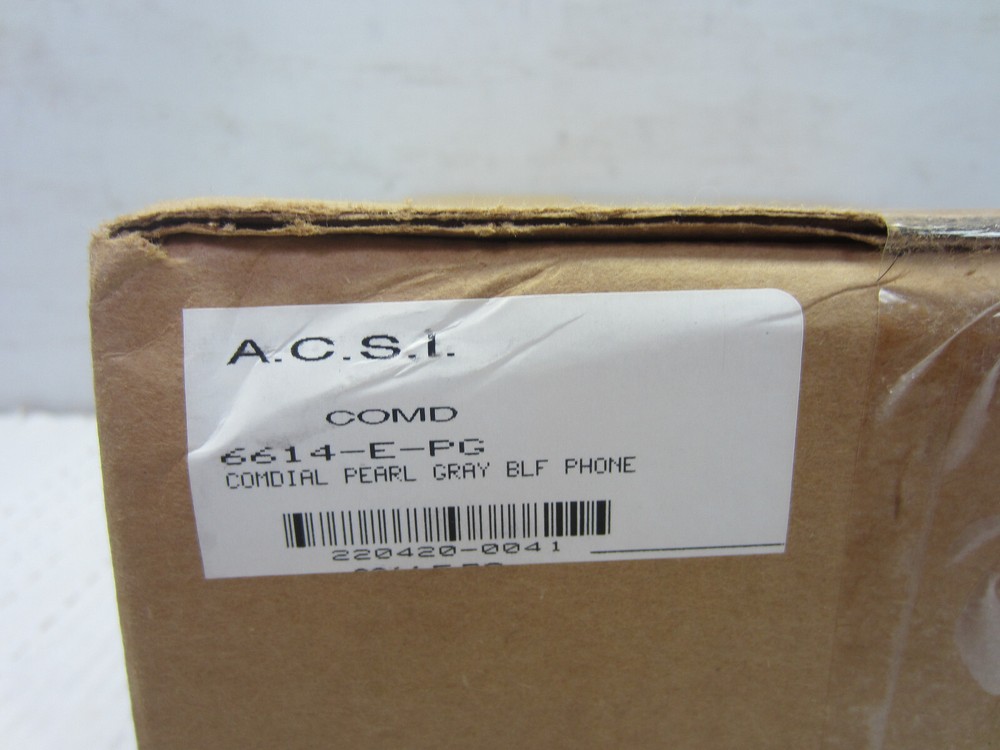 A.C.S.I.
COMD
6614-E-PG
COMDIAL PEARL GRAY BLF PHONE
220420-0041